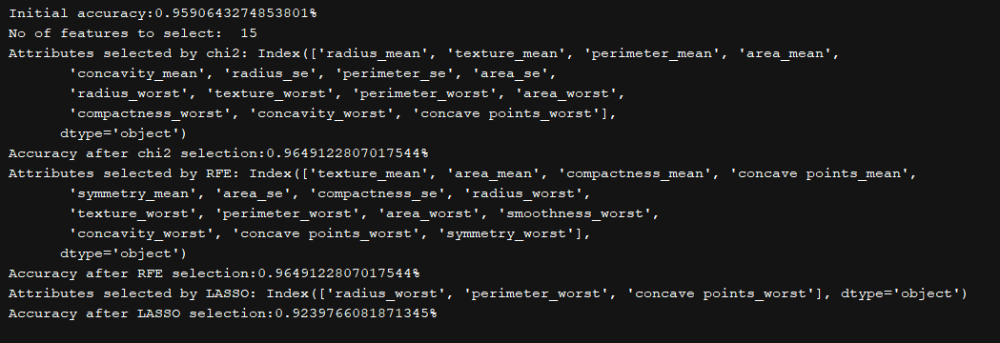 Initial accuracy:0.9590643274853801%
No of features to select:  15
Attributes selected by chi2: Index(['radius_mean', 'texture_mean', 'perimeter_mean', 'area_mean',
       'concavity_mean', 'radius_se', 'perimeter_se', 'area_se',
       'radius_worst', 'texture_worst', 'perimeter_worst', 'area_worst',
       'compactness_worst', 'concavity_worst', 'concave points_worst'],
      dtype='object')
Accuracy after chi2 selection:0.9649122807017544%
Attributes selected by RFE: Index(['texture_mean', 'area_mean', 'compactness_mean', 'concave points_mean',
       'symmetry_mean', 'area_se', 'compactness_se', 'radius_worst',
       'texture_worst', 'perimeter_worst', 'area_worst', 'smoothness_worst',
       'concavity_worst', 'concave points_worst', 'symmetry_worst'],
      dtype='object')
Accuracy after RFE selection:0.9649122807017544%
Attributes selected by LASSO: Index(['radius_worst', 'perimeter_worst', 'concave points_worst'], dtype='object')
Accuracy after LASSO selection:0.9239766081871345%